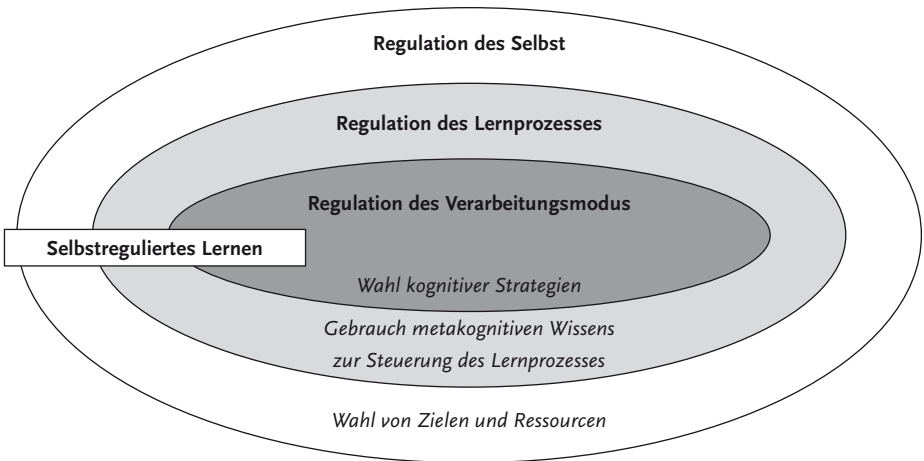 Regulation des Selbst
Regulation des Lernprozesses
Regulation des Verarbeitungsmodus
Selbstreguliertes Lernen
Wahl kognitiver Strategien
Gebrauch metakognitiven Wissens
zur Steuerung des Lernprozesses
Wahl von Zielen und Ressourcen